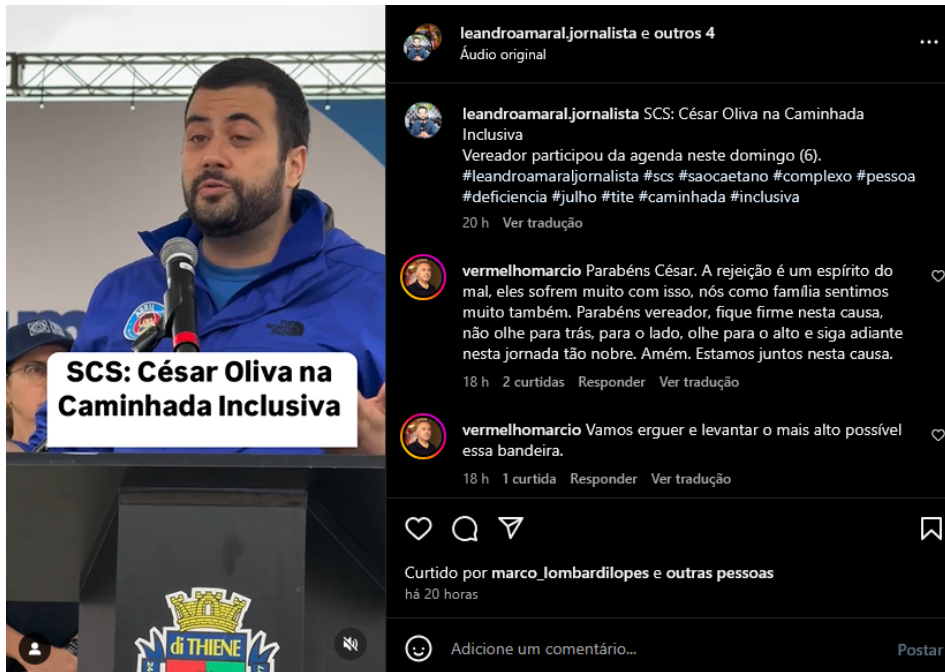 SCS: César Oliva na
Caminhada Inclusiva
THE
NORTH
FACE
di THIENE
leandroamaral.jornalista e outros 4
Áudio original
leandroamaral.jornalista SCS: César Oliva na Caminhada
Inclusiva
Vereador participou da agenda neste domingo (6).
#leandroamaraljornalista #scs #saocaetano #complexo #pessoa
#deficiencia #julho #tite #caminhada #inclusiva
20 h Ver tradução
vermelhomarcio Parabéns César. A rejeição é um espírito do
mal, eles sofrem muito com isso, nós como família sentimos
muito também. Parabéns vereador, fique firme nesta causa,
não olhe para trás, para o lado, olhe para o alto e siga adiante
nesta jornada tão nobre. Amém. Estamos juntos nesta causa.
18 h 2 curtidas Responder Ver tradução
vermelhomarcio Vamos erguer e levantar o mais alto possível
essa bandeira.
18 h 1 curtida Responder Ver tradução
Curtido por marco_lombardilopes e outras pessoas
há 20 horas
Adicione um comentário...
Postar